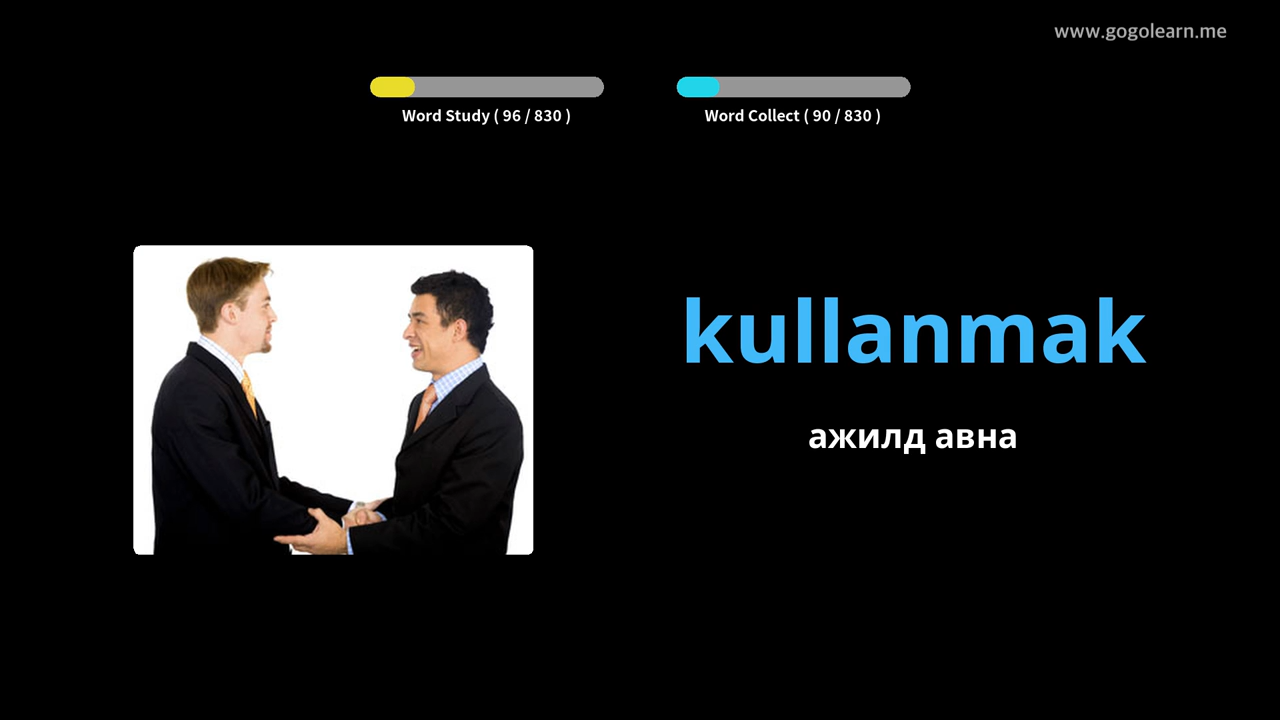 www.gogolearn.me
Word Study ( 96 / 830 )
Word Collect ( 90 / 830 )
kullanmak
ажилд авна